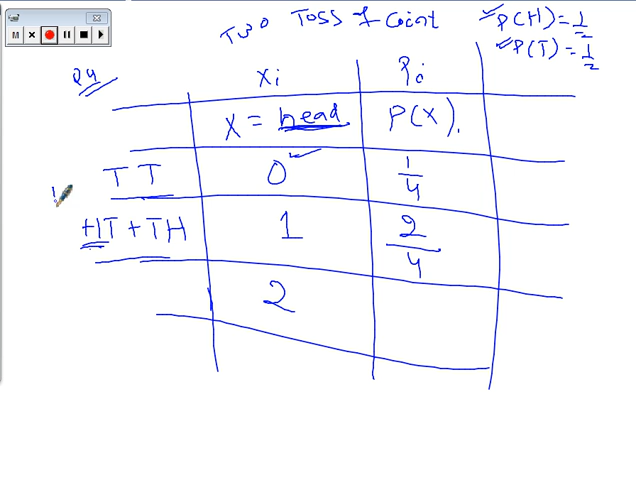 Two Toss of Coin P(H) = 1/2
P(T) = 1/2
Q4
xi Pi
X = head P(X).
TT 0 1/4
HT + TH 1 2/4
2